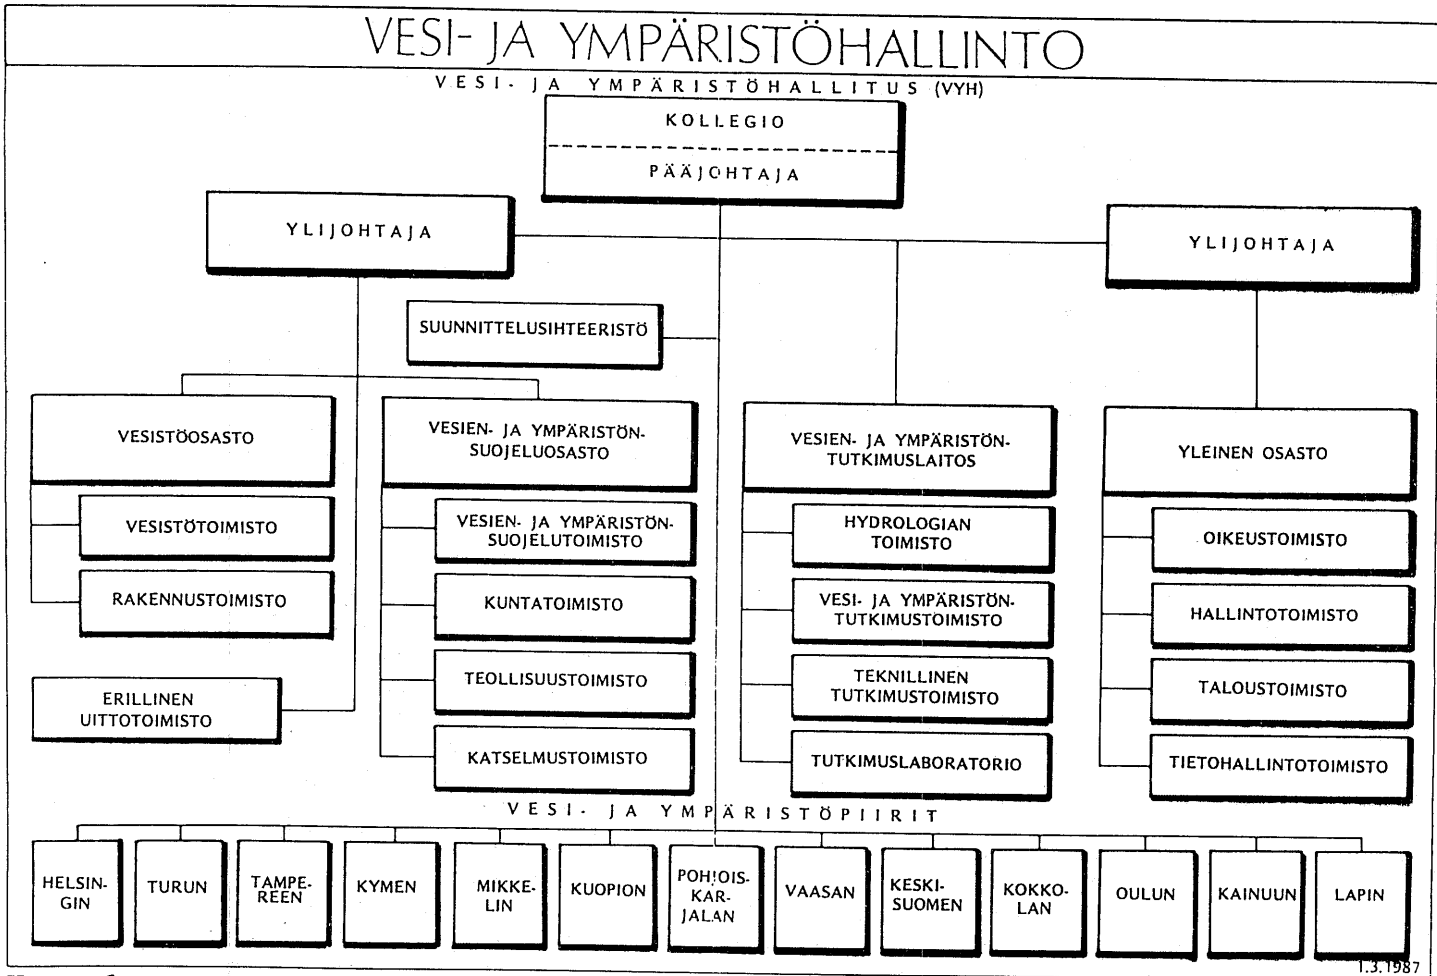 VESI- JA YMPÄRISTÖHALLINTO
VESI- JA YMPÄRISTÖHALLITUS (VYH)
KOLLEGIO
PÄÄJOHTAJA
YLIJOHTAJA
YLIJOHTAJA
SUUNNITTELUSIHTEERISTÖ
VESISTÖOSASTO
VESISTÖTOIMISTO
RAKENNUSTOIMISTO
ERILLINEN
UITTOTOIMISTO
VESIEN- JA YMPÄRISTÖN-
SUOJELUOSASTO
VESIEN- JA YMPÄRISTÖN-
SUOJELUTOIMISTO
KUNTATOIMISTO
TEOLLISUUSTOIMISTO
KATSELMUSTOIMISTO
VESIEN- JA YMPÄRISTÖN-
TUTKIMUSLAITOS
HYDROLOGIAN
TOIMISTO
VESI- JA YMPÄRISTÖN-
TUTKIMUSTOIMISTO
TEKNILLINEN
TUTKIMUSTOIMISTO
TUTKIMUSLABORATORIO
YLEINEN OSASTO
OIKEUSTOIMISTO
HALLINTOTOIMISTO
TALOUSTOIMISTO
TIETOHALLINTOTOIMISTO
VESI- JA YMPÄRISTÖPIIRIT
HELSIN-
GIN
TURUN
TAMPE-
REEN
KYMEN
MIKKE-
LIN
KUOPION
POHJOIS-
KAR-
JALAN
VAASAN
KESKI-
SUOMEN
KOKKO-
LAN
OULUN
KAINUUN
LAPIN
1.3.1987